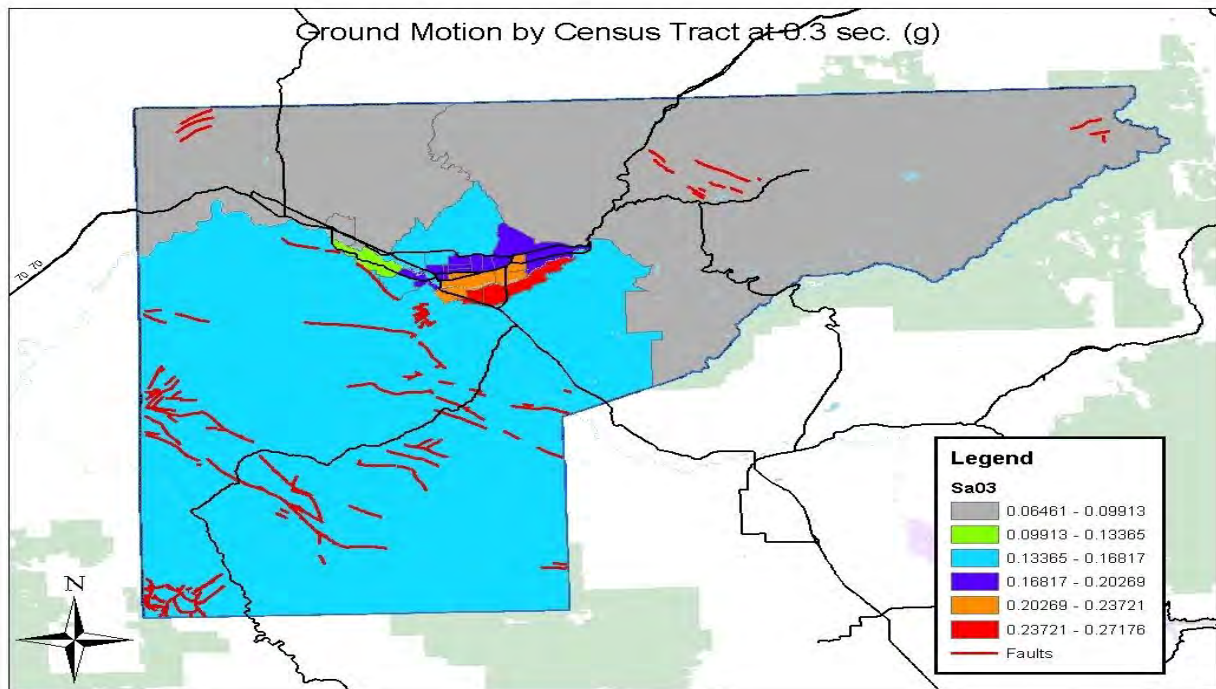 Ground Motion by Census Tract at 0.3 sec. (g)
70 70
N
Legend
Sa03
0.06461 - 0.09913
0.09913 - 0.13365
0.13365 - 0.16817
0.16817 - 0.20269
0.20269 - 0.23721
0.23721 - 0.27176
Faults